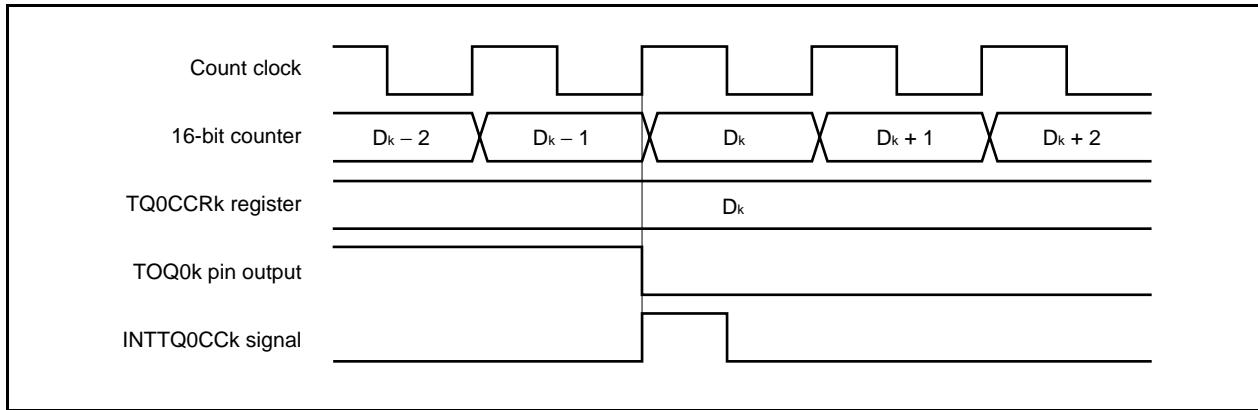 Count clock
16-bit counter
Dk − 2 Dk − 1 Dk Dk + 1 Dk + 2
TQ0CCRk register
Dk
TOQ0k pin output
INTTQ0CCk signal